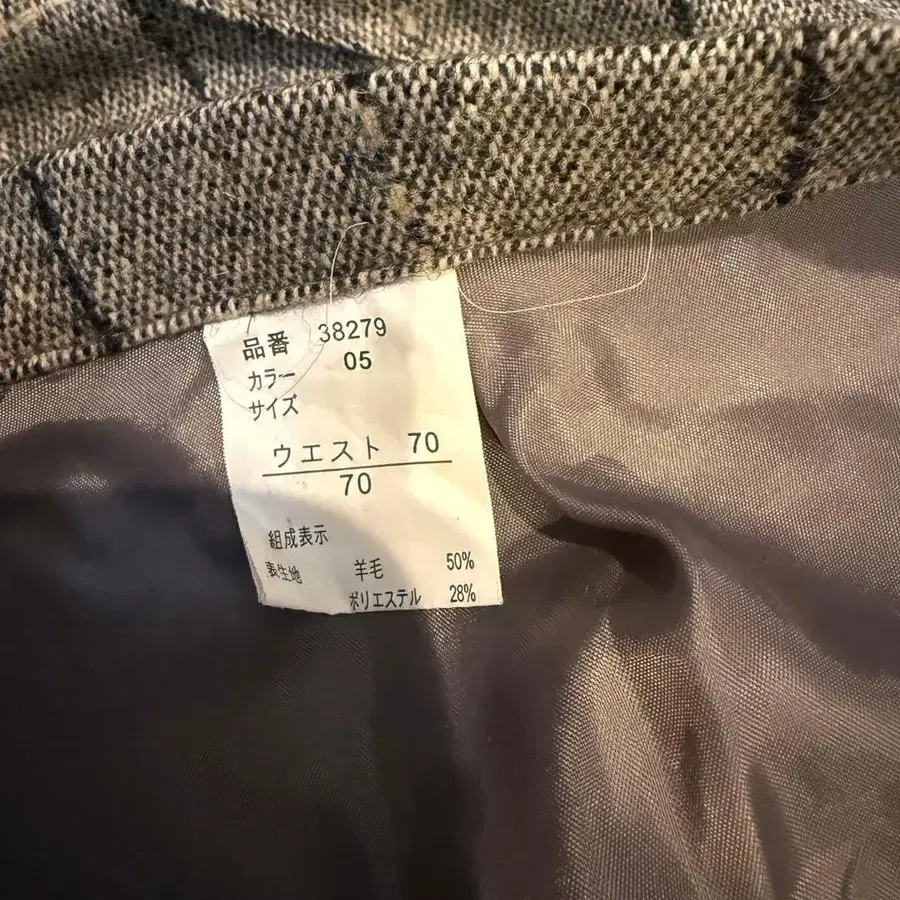 品番 38279
カラー 05
サイズ
ウエスト 70
70
組成表示
表生地 羊毛 50%
ポリエステル 28%